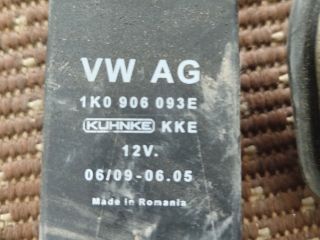 VW AG
1K0 906 093E
KUHNKE KKE
12V.
06/09-06.05
Made in Romania